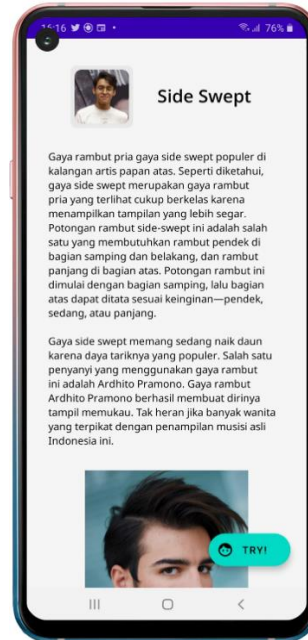 16:16
76%
Side Swept
Gaya rambut pria gaya side swept populer di
kalangan artis papan atas. Seperti diketahui,
gaya side swept merupakan gaya rambut
pria yang terlihat cukup berkelas karena
menampilkan tampilan yang lebih segar.
Potongan rambut side-swept ini adalah salah
satu yang membutuhkan rambut pendek di
bagian samping dan belakang, dan rambut
panjang di bagian atas. Potongan rambut ini
dimulai dengan bagian samping, lalu bagian
atas dapat ditata sesuai keinginan—pendek,
sedang, atau panjang.
Gaya side swept memang sedang naik daun
karena daya tariknya yang populer. Salah satu
penyanyi yang menggunakan gaya rambut
ini adalah Ardhito Pramono. Gaya rambut
Ardhito Pramono berhasil membuat dirinya
tampil memukau. Tak heran jika banyak wanita
yang terpikat dengan penampilan musisi asli
Indonesia ini.
TRY!